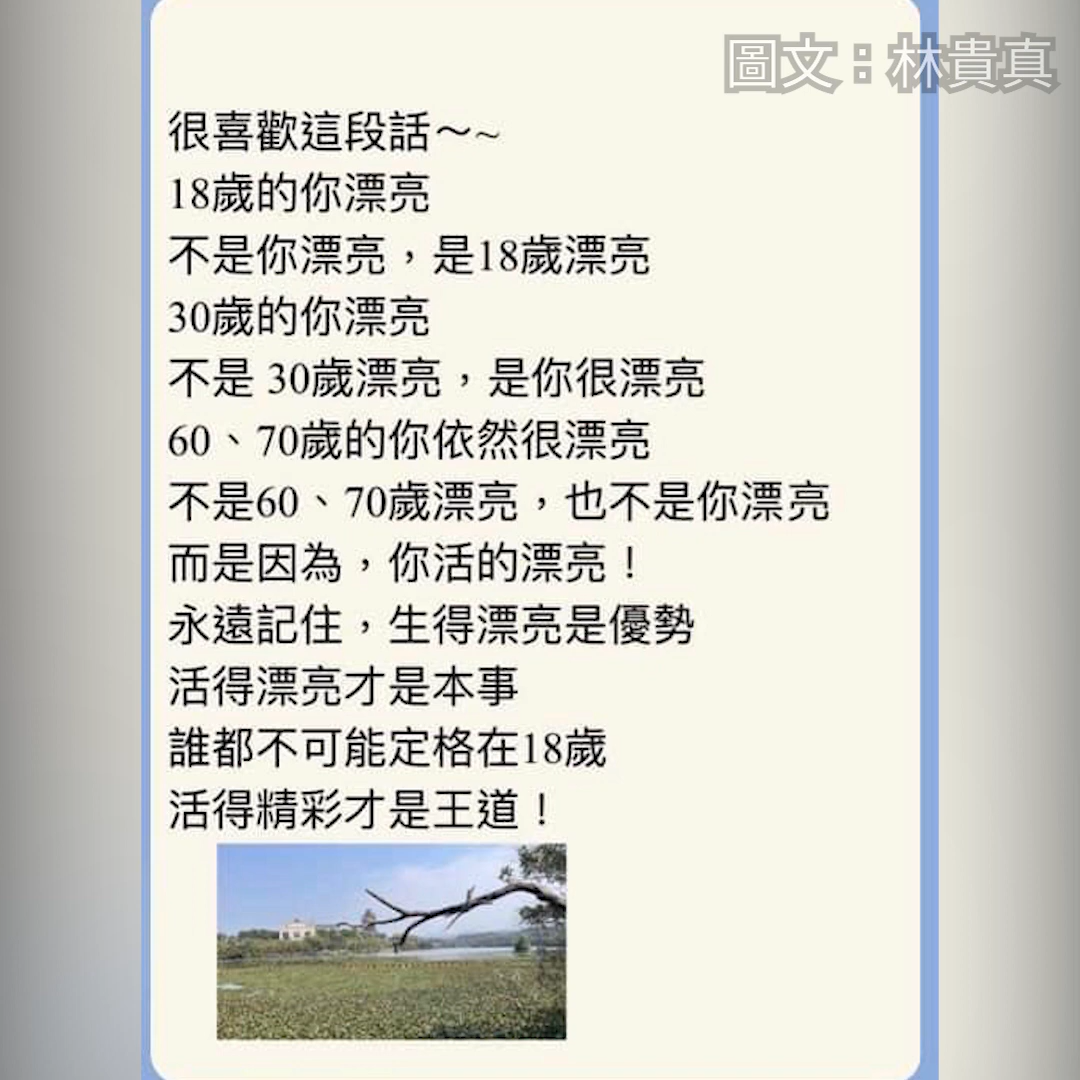 圖文:林貴真
很喜歡這段話～~
18歲的你漂亮
不是你漂亮，是18歲漂亮
30歲的你漂亮
不是 30歲漂亮，是你很漂亮
60、70歲的你依然很漂亮
不是60、70歲漂亮，也不是你漂亮
而是因為，你活的漂亮！
永遠記住，生得漂亮是優勢
活得漂亮才是本事
誰都不可能定格在18歲
活得精彩才是王道！